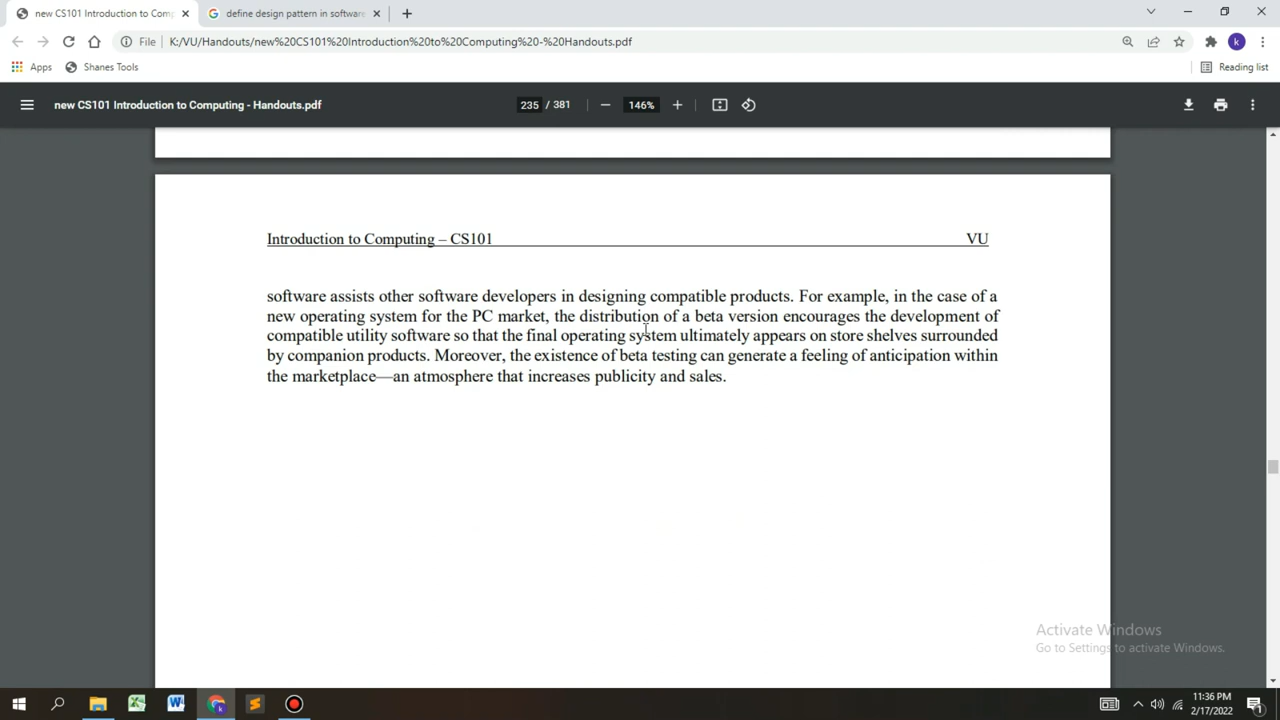 new CS101 Introduction to Comp
define design pattern in software
File K:/VU/Handouts/new%20CS101%20Introduction%20to%20Computing%20-%20Handouts.pdf
k
Apps Shanes Tools Reading list
new CS101 Introduction to Computing - Handouts.pdf 235 / 381 146%
Introduction to Computing – CS101 VU
software assists other software developers in designing compatible products. For example, in the case of a
new operating system for the PC market, the distribution of a beta version encourages the development of
compatible utility software so that the final operating system ultimately appears on store shelves surrounded
by companion products. Moreover, the existence of beta testing can generate a feeling of anticipation within
the marketplace—an atmosphere that increases publicity and sales.
Activate Windows
Go to Settings to activate Windows.
11:36 PM
2/17/2022
1